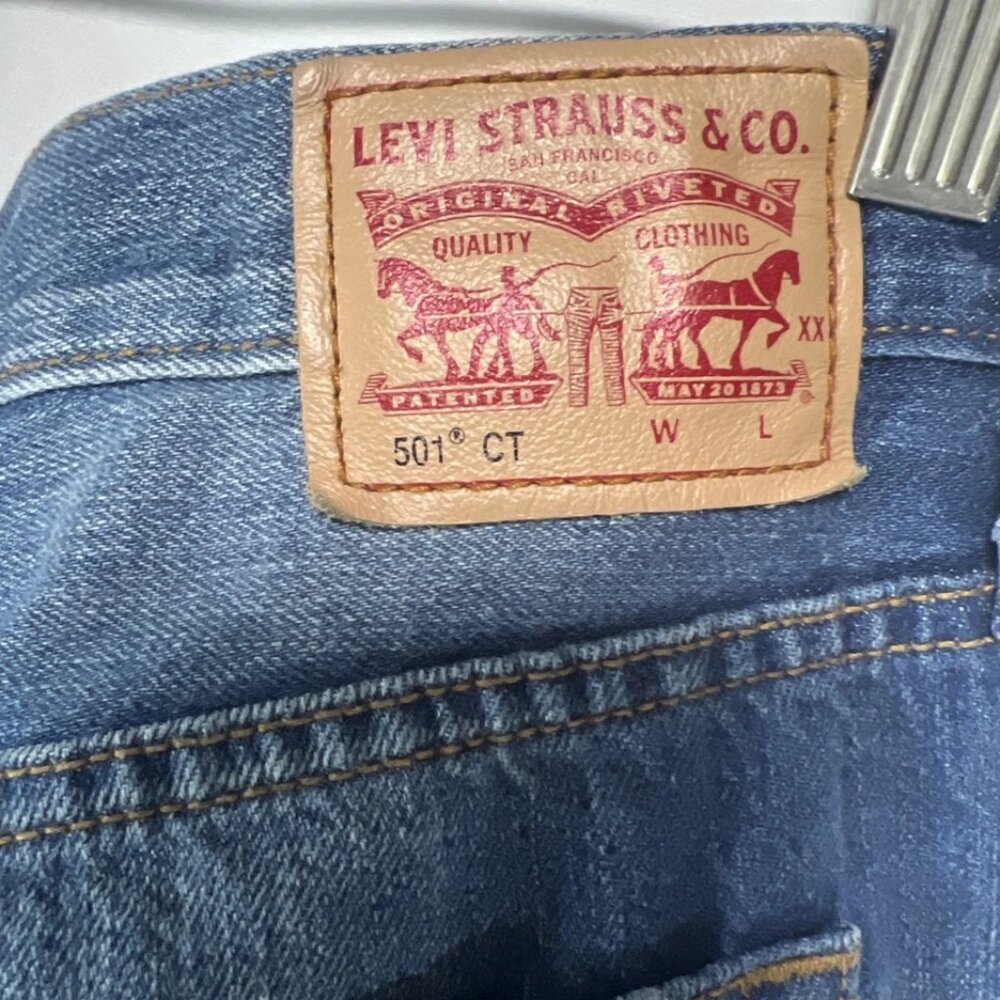 LEVI STRAUSS & CO.
SAN FRANCISCO
CAL
ORIGINAL RIVETED
QUALITY CLOTHING
XX
PATENTED MAY 20 1873 ®
501® CT W L